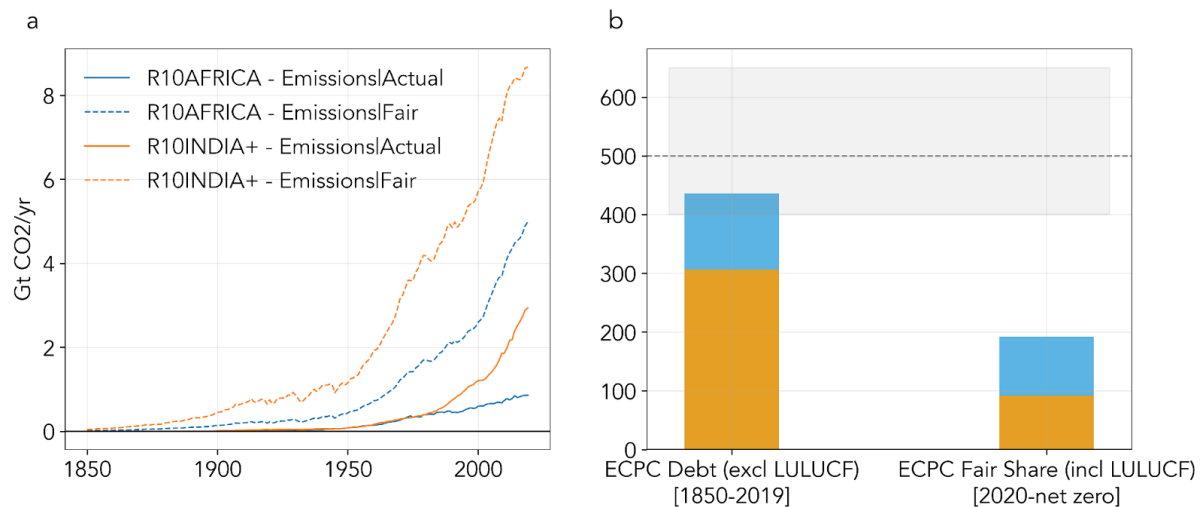 a
Gt CO2/yr
8
6
4
2
0
R10AFRICA - Emissions|Actual
R10AFRICA - Emissions|Fair
R10INDIA+ - Emissions|Actual
R10INDIA+ - Emissions|Fair
1850 1900 1950 2000
b
600
500
400
300
200
100
0
ECPC Debt (excl LULUCF)
[1850-2019]
ECPC Fair Share (incl LULUCF)
[2020-net zero]